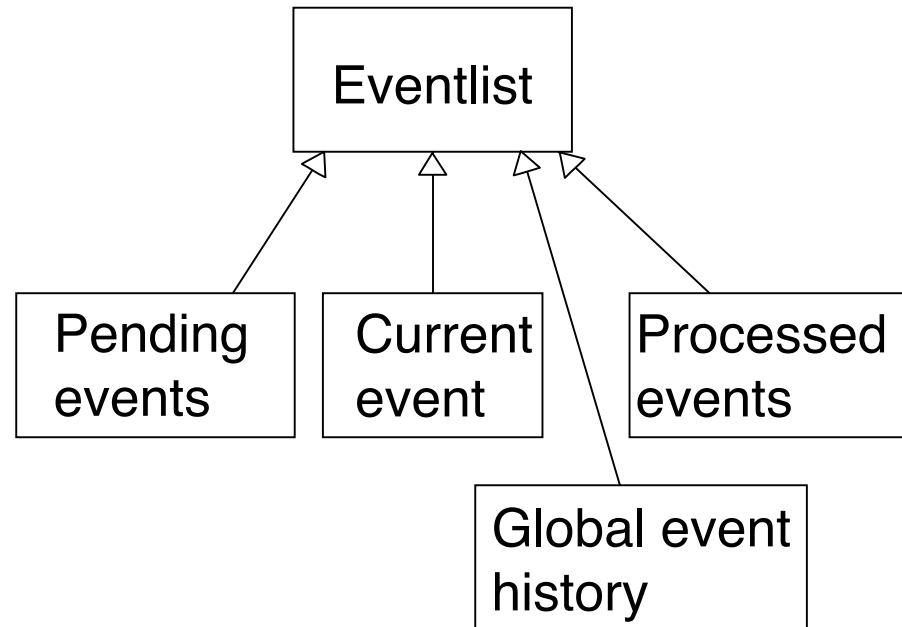 Eventlist
Pending
events
Current
event
Processed
events
Global event
history